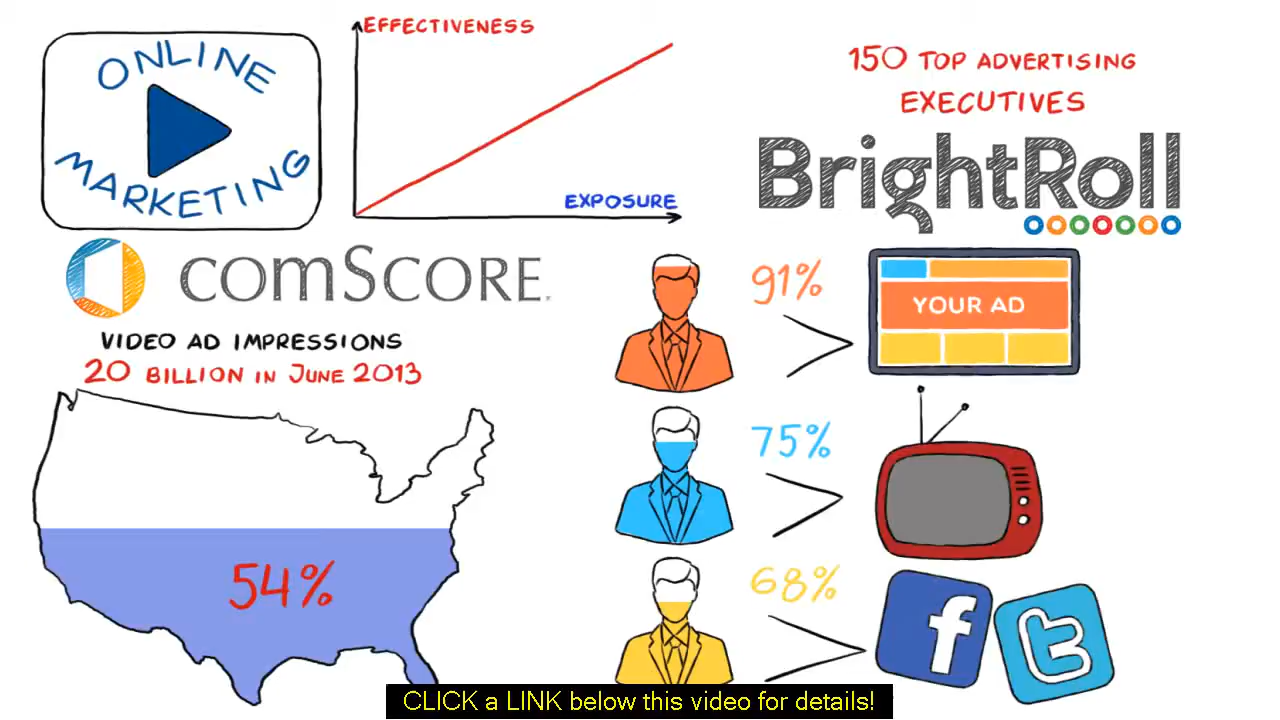 ONLINE
MARKETING
EFFECTIVENESS
EXPOSURE
150 TOP ADVERTISING
EXECUTIVES
BrightRoll
comScore.
VIDEO AD IMPRESSIONS
20 BILLION IN JUNE 2013
54%
91%
YOUR AD
75%
68%
f
t
CLICK a LINK below this video for details!